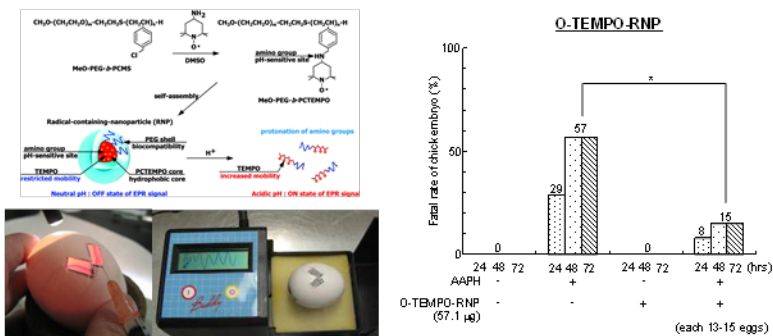 CH₃O-(CH₂CH₂O)m-CH₂CH₂S-(CH₂CH)n-H
CH₃O-(CH₂CH₂O)m-CH₂CH₂S-(CH₂CH)n-H
NH₂
N
O•
DMSO
Cl
MeO-PEG-b-PCMS
amino group
pH-sensitive site
HN
N
O•
MeO-PEG-b-PCTEMPO
self-assembly
Radical-containing-nanoparticle (RNP)
PEG shell
biocompatibility
protonation of amino groups
amino group
pH-sensitive site
H⁺
TEMPO
restricted mobility
PCTEMPO core
hydrophobic core
TEMPO
increased mobility
Neutral pH : OFF state of EPR signal
Acidic pH : ON state of EPR signal
Buddy
O-TEMPO-RNP
Fatal rate of chick embryo (%)
100
50
0
*
0
29
57
0
8
15
24 48 72 24 48 72 24 48 72 24 48 72 (hrs)
AAPH - + - +
O-TEMPO-RNP - - + +
(57.1 μg)
(each 13-15 eggs)